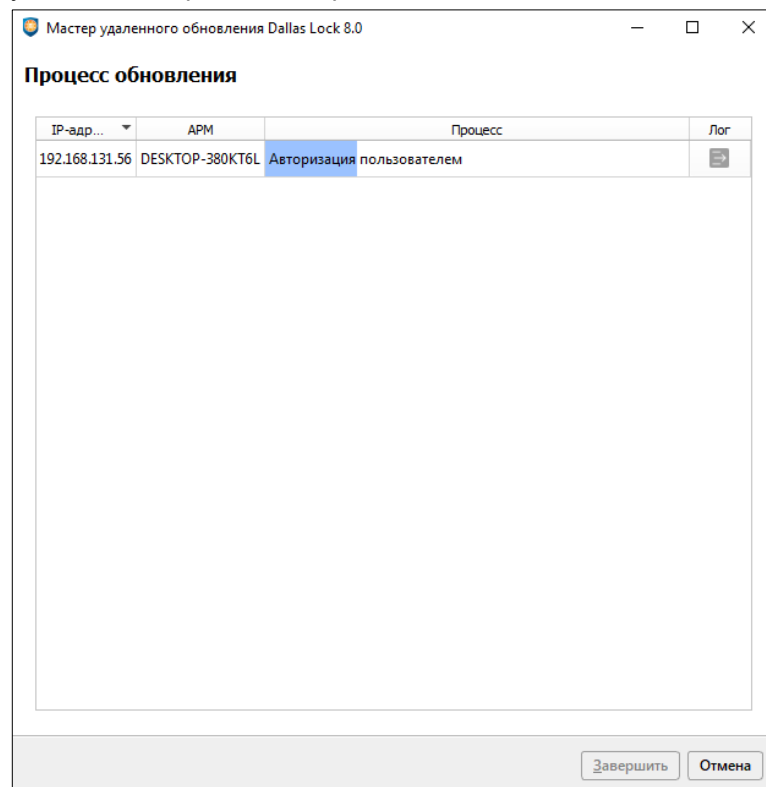 Мастер удаленного обновления Dallas Lock 8.0
Процесс обновления
IP-адр... АРМ Процесс Лог
192.168.131.56 DESKTOP-380KT6L Авторизация пользователем
Завершить Отмена